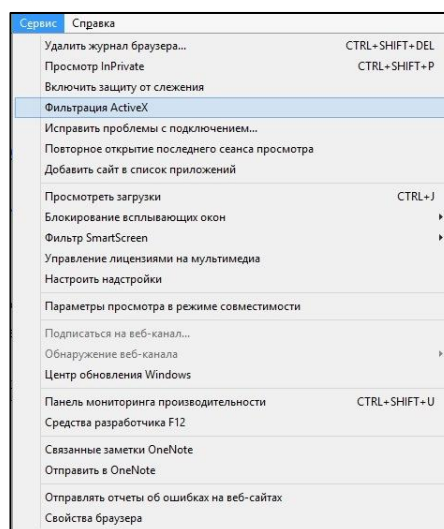 Сервис Справка
Удалить журнал браузера... CTRL+SHIFT+DEL
Просмотр InPrivate CTRL+SHIFT+P
Включить защиту от слежения
Фильтрация ActiveX
Исправить проблемы с подключением...
Повторное открытие последнего сеанса просмотра
Добавить сайт в список приложений
Просмотреть загрузки CTRL+J
Блокирование всплывающих окон
Фильтр SmartScreen
Управление лицензиями на мультимедиа
Настроить надстройки
Параметры просмотра в режиме совместимости
Подписаться на веб-канал...
Обнаружение веб-канала
Центр обновления Windows
Панель мониторинга производительности CTRL+SHIFT+U
Средства разработчика F12
Связанные заметки OneNote
Отправить в OneNote
Отправлять отчеты об ошибках на веб-сайтах
Свойства браузера